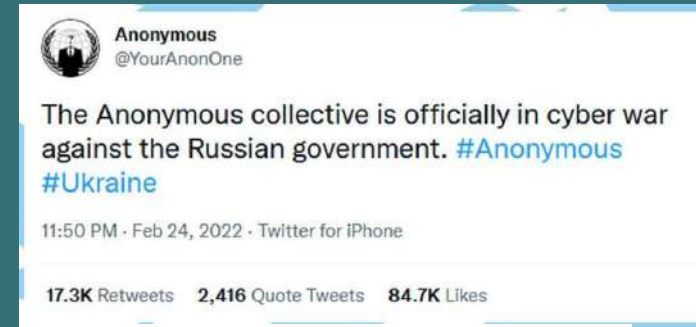 Anonymous
@YourAnonOne
The Anonymous collective is officially in cyber war
against the Russian government. #Anonymous
#Ukraine
11:50 PM · Feb 24, 2022 · Twitter for iPhone
17.3K Retweets 2,416 Quote Tweets 84.7K Likes